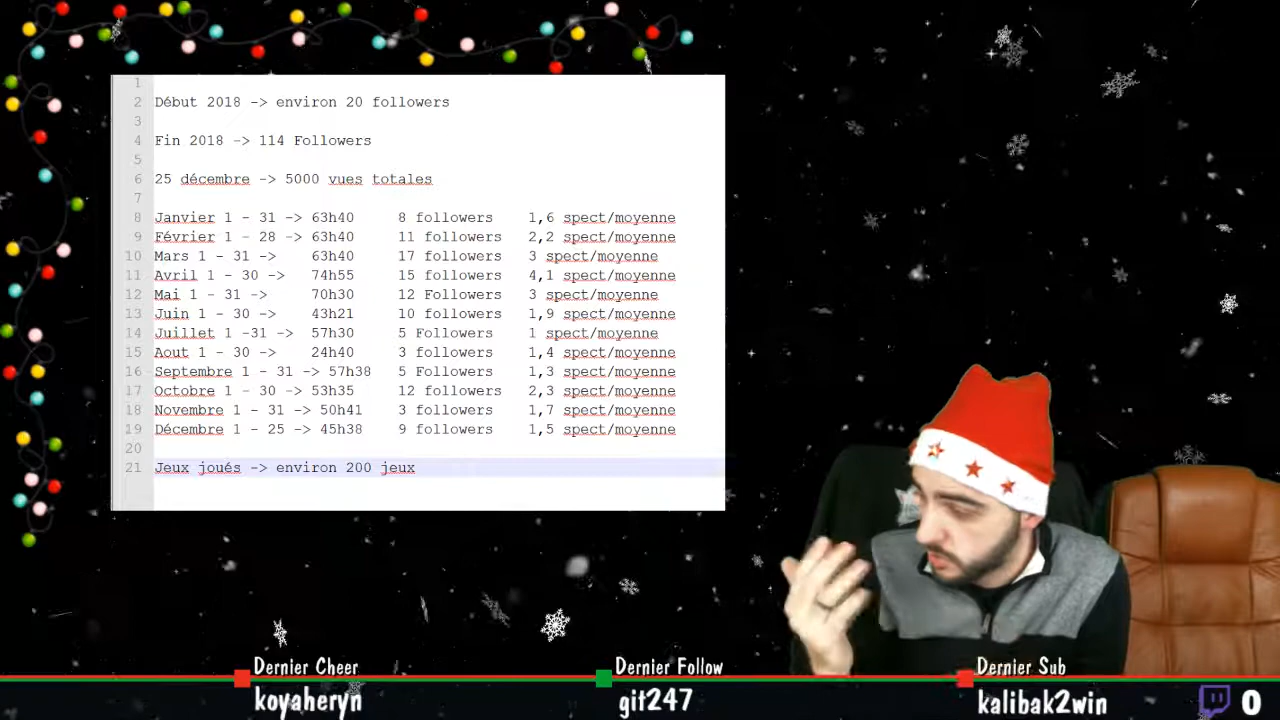 1
2 Début 2018 -> environ 20 followers
3
4 Fin 2018 -> 114 Followers
5
6 25 décembre -> 5000 vues totales
7
8 Janvier 1 - 31 -> 63h40 8 followers 1,6 spect/moyenne
9 Février 1 - 28 -> 63h40 11 followers 2,2 spect/moyenne
10 Mars 1 - 31 -> 63h40 17 followers 3 spect/moyenne
11 Avril 1 - 30 -> 74h55 15 followers 4,1 spect/moyenne
12 Mai 1 - 31 -> 70h30 12 Followers 3 spect/moyenne
13 Juin 1 - 30 -> 43h21 10 followers 1,9 spect/moyenne
14 Juillet 1 -31 -> 57h30 5 Followers 1 spect/moyenne
15 Aout 1 - 30 -> 24h40 3 followers 1,4 spect/moyenne
16 Septembre 1 - 31 -> 57h38 5 Followers 1,3 spect/moyenne
17 Octobre 1 - 30 -> 53h35 12 followers 2,3 spect/moyenne
18 Novembre 1 - 31 -> 50h41 3 followers 1,7 spect/moyenne
19 Décembre 1 - 25 -> 45h38 9 followers 1,5 spect/moyenne
20
21 Jeux joués -> environ 200 jeux
Dernier Cheer
koyaheryn
Dernier Follow
git247
Dernier Sub
kalibak2win
0